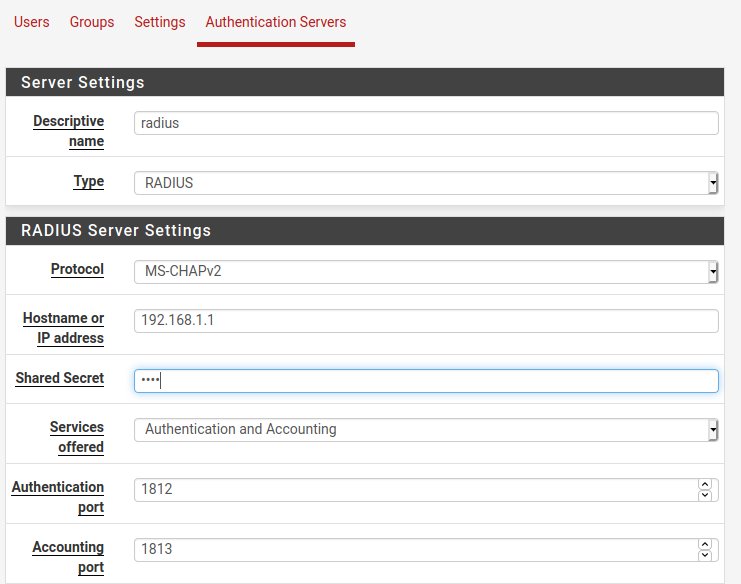 Users Groups Settings Authentication Servers
Server Settings
Descriptive
name
radius
Type
RADIUS
RADIUS Server Settings
Protocol
MS-CHAPv2
Hostname or
IP address
192.168.1.1
Shared Secret
••••
Services
offered
Authentication and Accounting
Authentication
port
1812
Accounting
port
1813